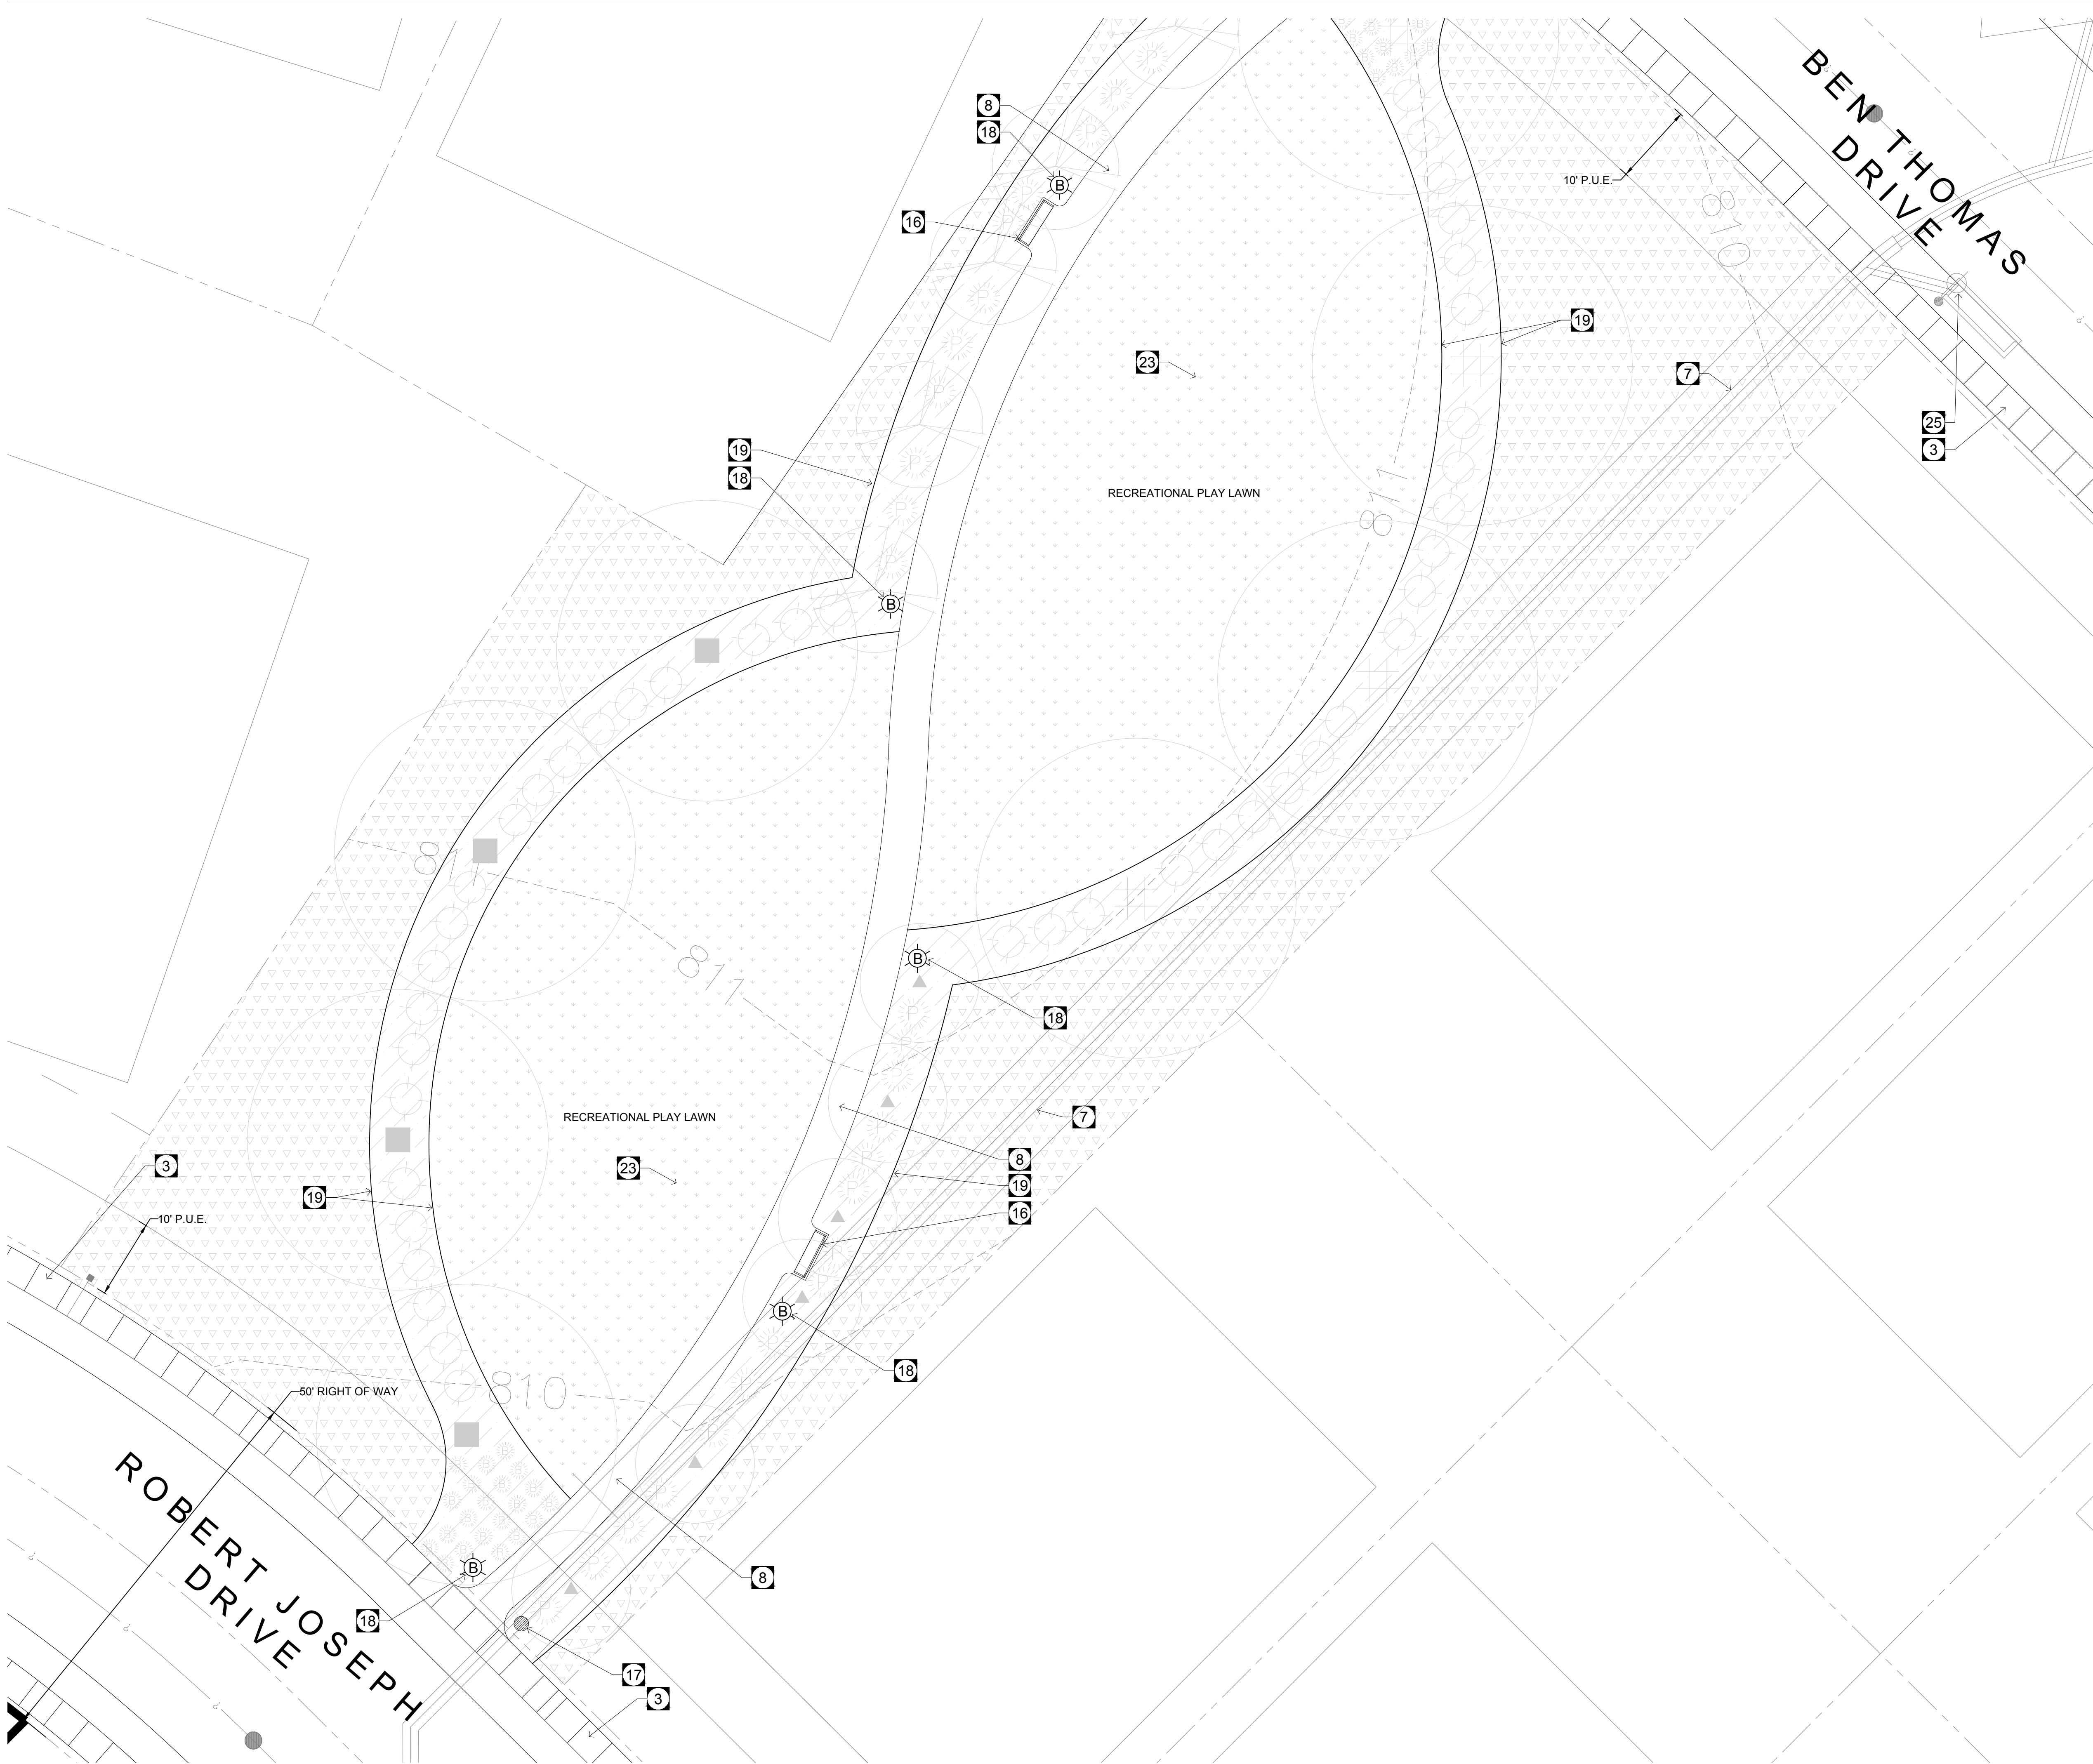 BEN THOMAS
DRIVE
8
18
B
10' P.U.E.
810
16
19
23
7
25
3
19
18
RECREATIONAL PLAY LAWN
811
B
811
811
B
18
RECREATIONAL PLAY LAWN
7
3
23
8
19
19
16
10' P.U.E.
B
18
50' RIGHT OF WAY
810
ROBERT JOSEPH
DRIVE
B
8
18
17
3